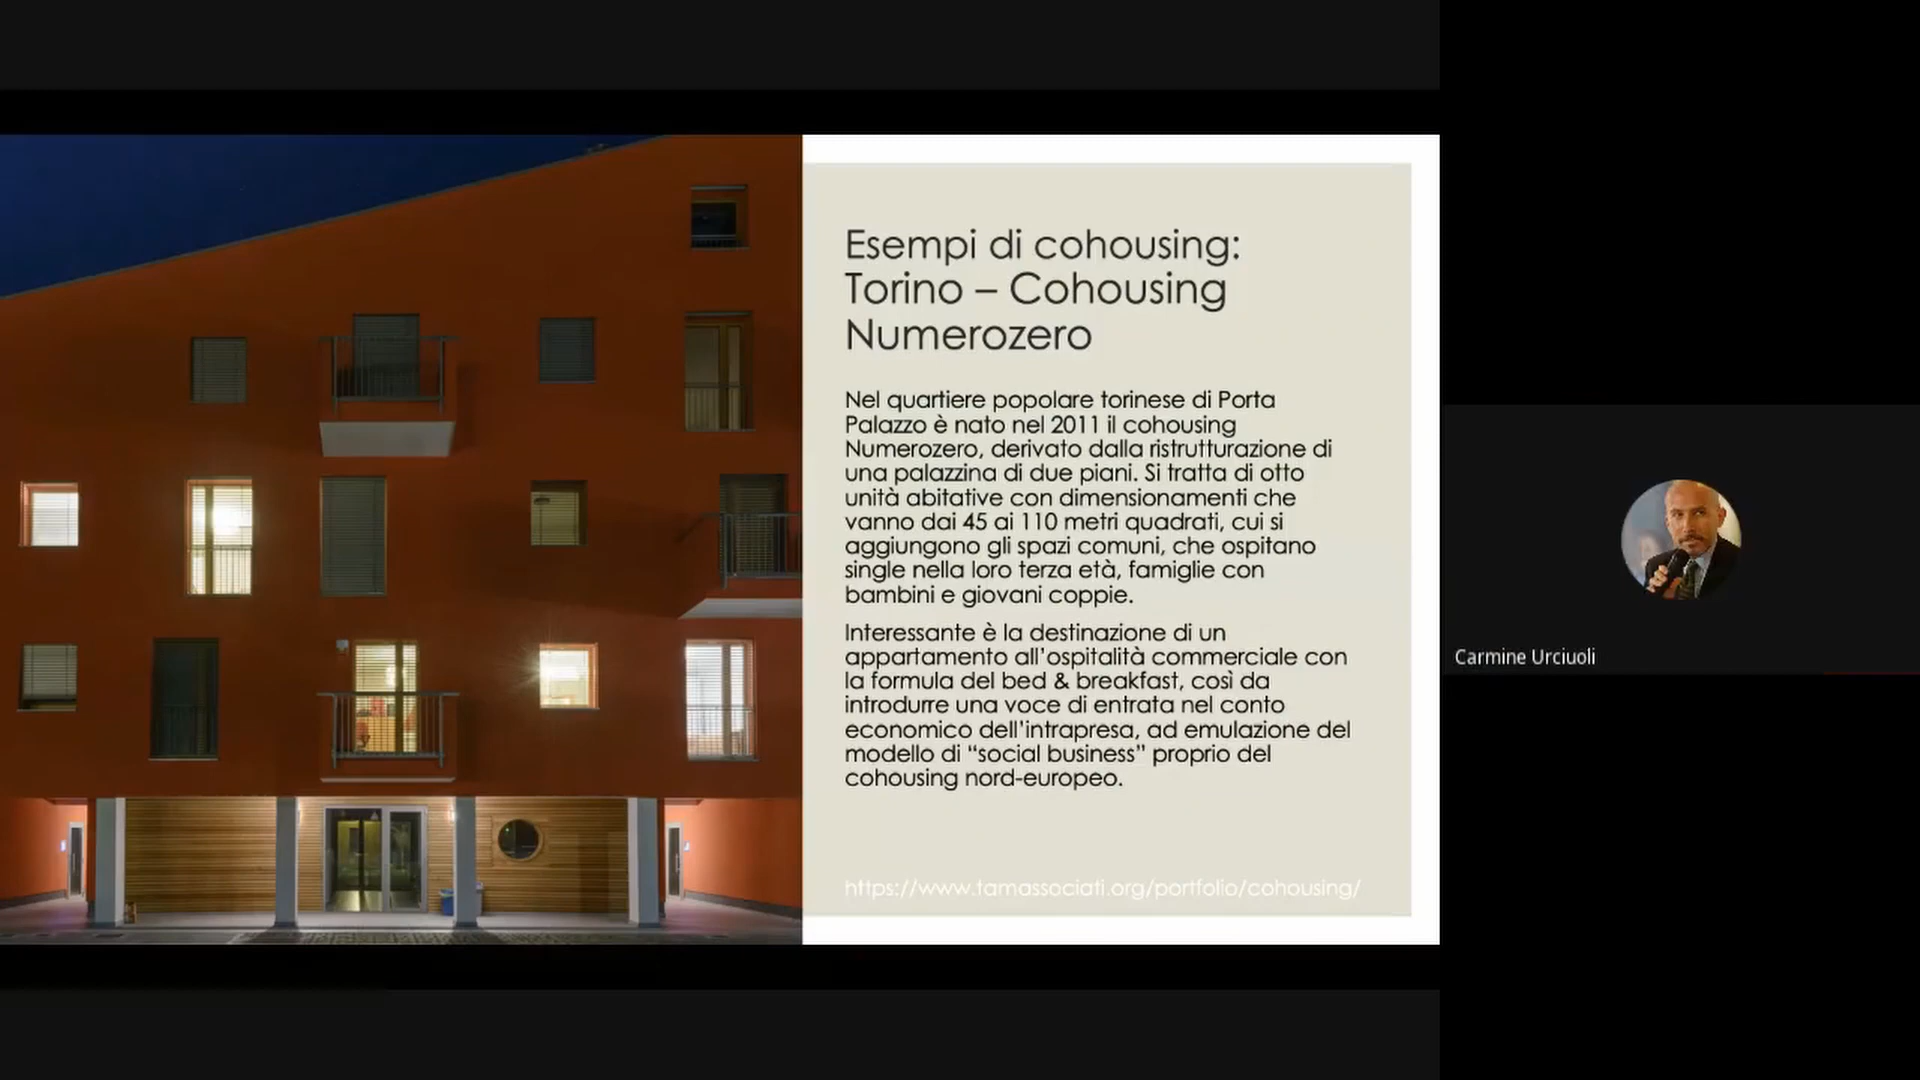 Esempi di cohousing:
Torino – Cohousing
Numerozero
Nel quartiere popolare torinese di Porta
Palazzo è nato nel 2011 il cohousing
Numerozero, derivato dalla ristrutturazione di
una palazzina di due piani. Si tratta di otto
unità abitative con dimensionamenti che
vanno dai 45 ai 110 metri quadrati, cui si
aggiungono gli spazi comuni, che ospitano
single nella loro terza età, famiglie con
bambini e giovani coppie.
Interessante è la destinazione di un
appartamento all’ospitalità commerciale con
la formula del bed & breakfast, così da
introdurre una voce di entrata nel conto
economico dell’intrapresa, ad emulazione del
modello di “social business” proprio del
cohousing nord-europeo.
https://www.tamassociati.org/portfolio/cohousing/
Carmine Urciuoli